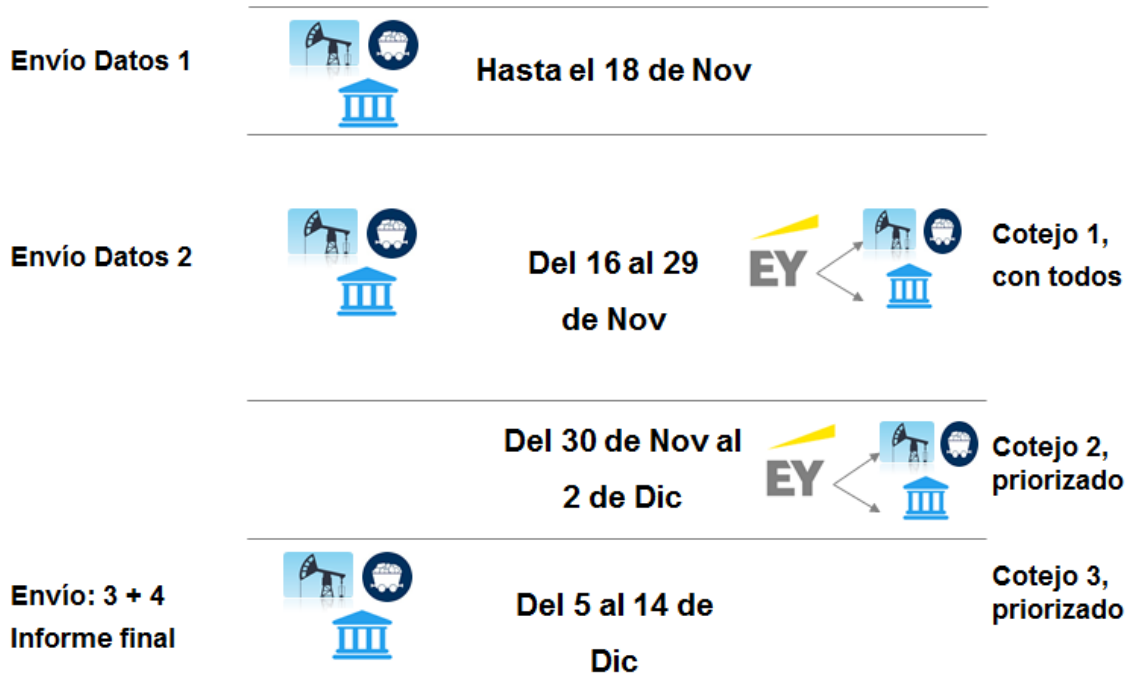 Envío Datos 1
Hasta el 18 de Nov
Envío Datos 2
Del 16 al 29
de Nov
EY
Cotejo 1,
con todos
Del 30 de Nov al
2 de Dic
EY
Cotejo 2,
priorizado
Envío: 3 + 4
Informe final
Del 5 al 14 de
Dic
Cotejo 3,
priorizado